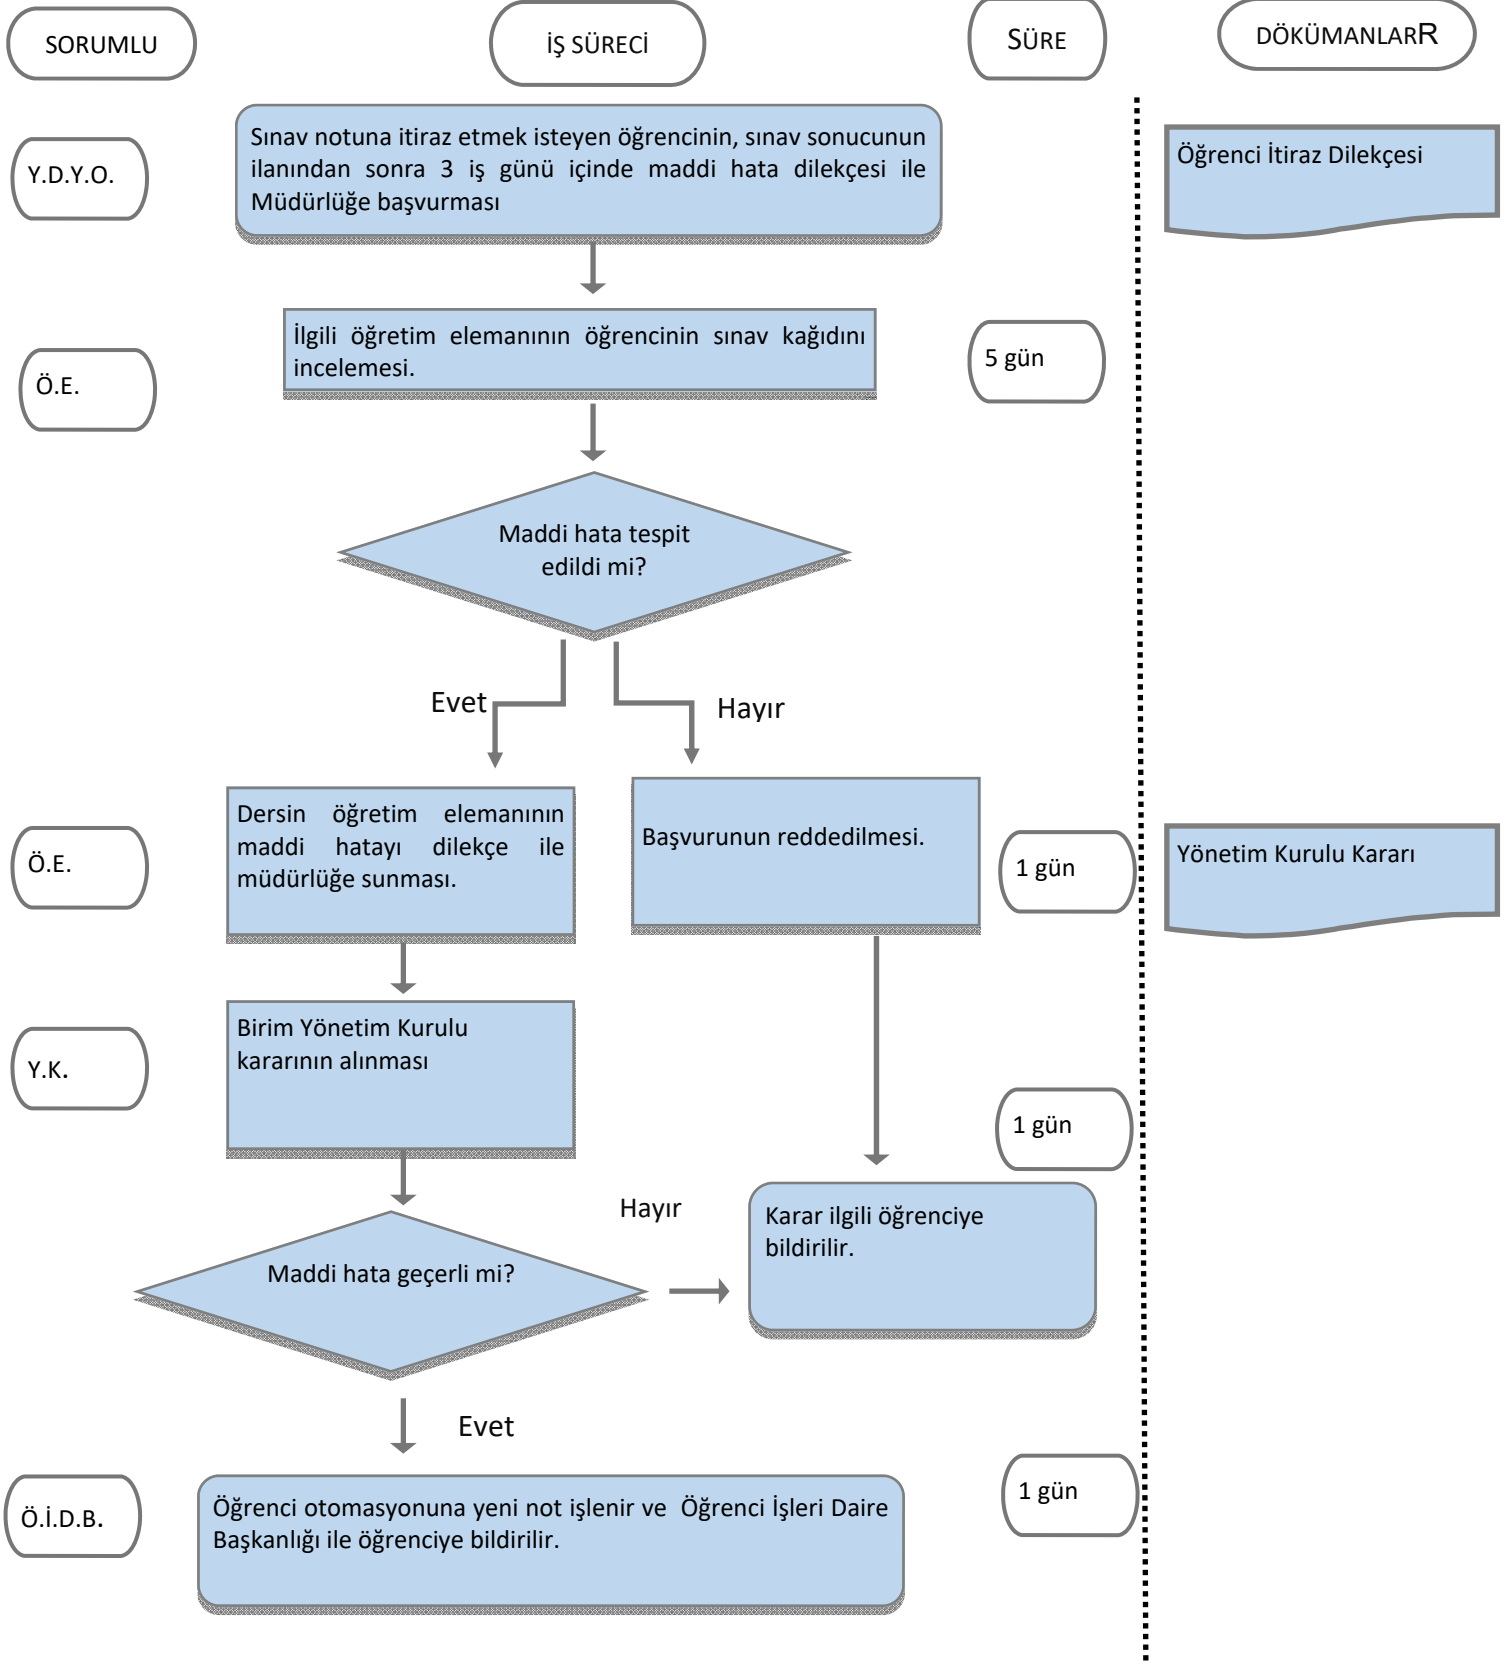 SORUMLU
İŞ SÜRECİ
SÜRE
DÖKÜMANLARR
Y.D.Y.O.
Sınav notuna itiraz etmek isteyen öğrencinin, sınav sonucunun
ilanından sonra 3 iş günü içinde maddi hata dilekçesi ile
Müdürlüğe başvurması
Öğrenci İtiraz Dilekçesi
Ö.E.
İlgili öğretim elemanının öğrencinin sınav kağıdını
incelemesi.
5 gün
Maddi hata tespit
edildi mi?
Evet
Hayır
Ö.E.
Dersin öğretim elemanının
maddi hatayı dilekçe ile
müdürlüğe sunması.
Başvurunun reddedilmesi.
1 gün
Yönetim Kurulu Kararı
Y.K.
Birim Yönetim Kurulu
kararının alınması
1 gün
Hayır
Karar ilgili öğrenciye
bildirilir.
Maddi hata geçerli mi?
Evet
Ö.İ.D.B.
Öğrenci otomasyonuna yeni not işlenir ve Öğrenci İşleri Daire
Başkanlığı ile öğrenciye bildirilir.
1 gün